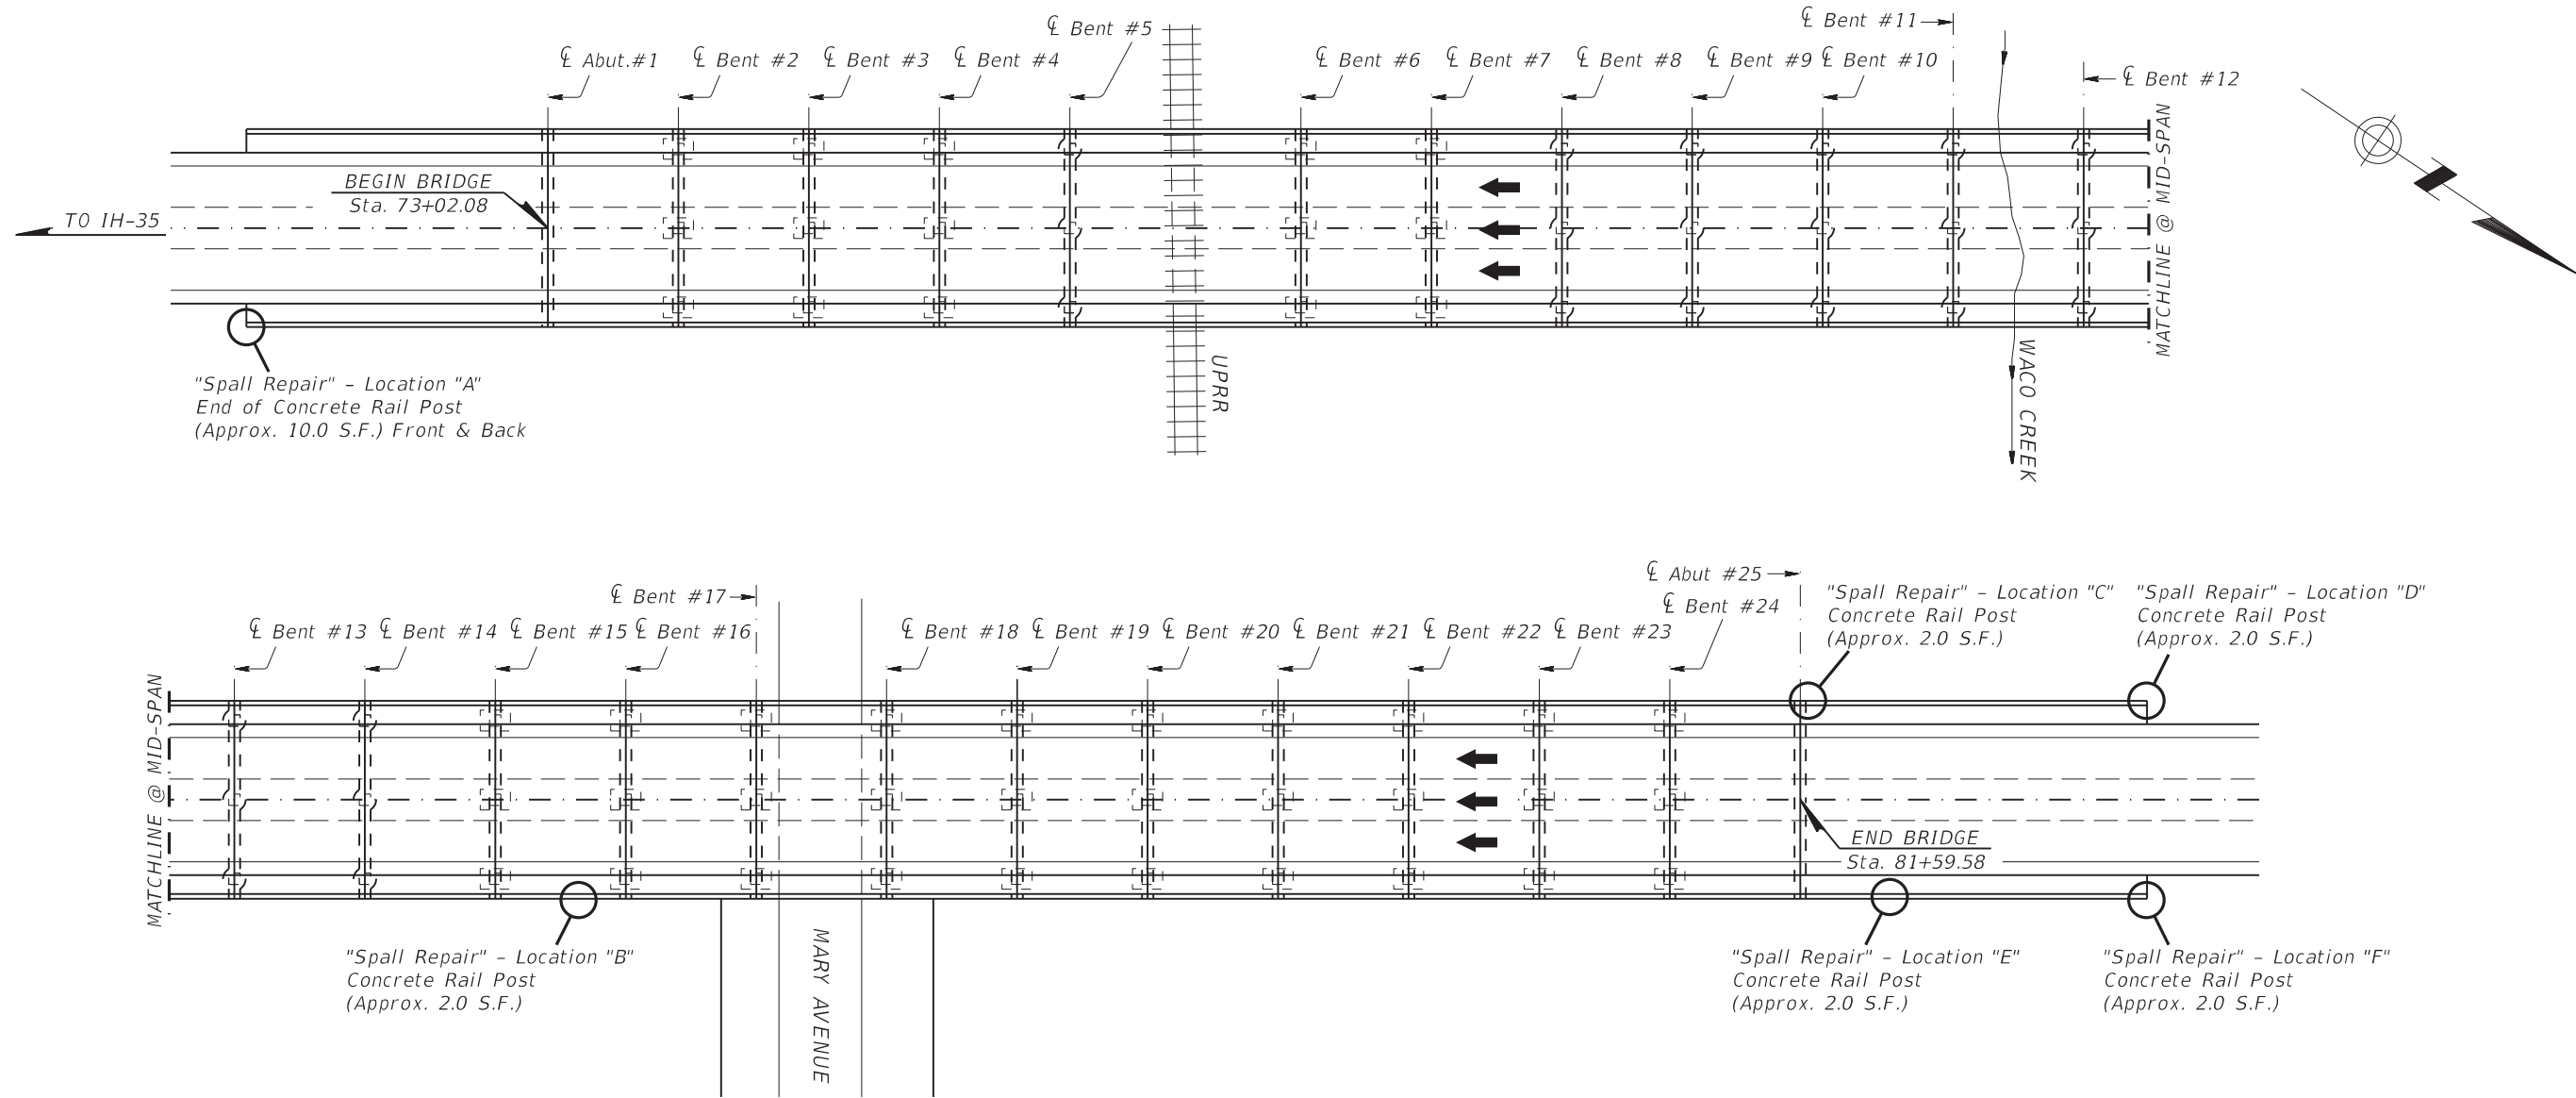 ℄ Bent #11
℄ Bent #5
℄ Abut.#1
℄ Bent #2
℄ Bent #3
℄ Bent #4
℄ Bent #6
℄ Bent #7
℄ Bent #8
℄ Bent #9
℄ Bent #10
℄ Bent #12
BEGIN BRIDGE
Sta. 73+02.08
TO IH-35
MATCHLINE @ MID-SPAN
UPRR
WACO CREEK
"Spall Repair" - Location "A"
End of Concrete Rail Post
(Approx. 10.0 S.F.) Front & Back
℄ Abut #25
℄ Bent #17
℄ Bent #24
℄ Bent #13
℄ Bent #14
℄ Bent #15
℄ Bent #16
℄ Bent #18
℄ Bent #19
℄ Bent #20
℄ Bent #21
℄ Bent #22
℄ Bent #23
"Spall Repair" - Location "C"
Concrete Rail Post
(Approx. 2.0 S.F.)
"Spall Repair" - Location "D"
Concrete Rail Post
(Approx. 2.0 S.F.)
MATCHLINE @ MID-SPAN
END BRIDGE
Sta. 81+59.58
MARY AVENUE
"Spall Repair" - Location "B"
Concrete Rail Post
(Approx. 2.0 S.F.)
"Spall Repair" - Location "E"
Concrete Rail Post
(Approx. 2.0 S.F.)
"Spall Repair" - Location "F"
Concrete Rail Post
(Approx. 2.0 S.F.)